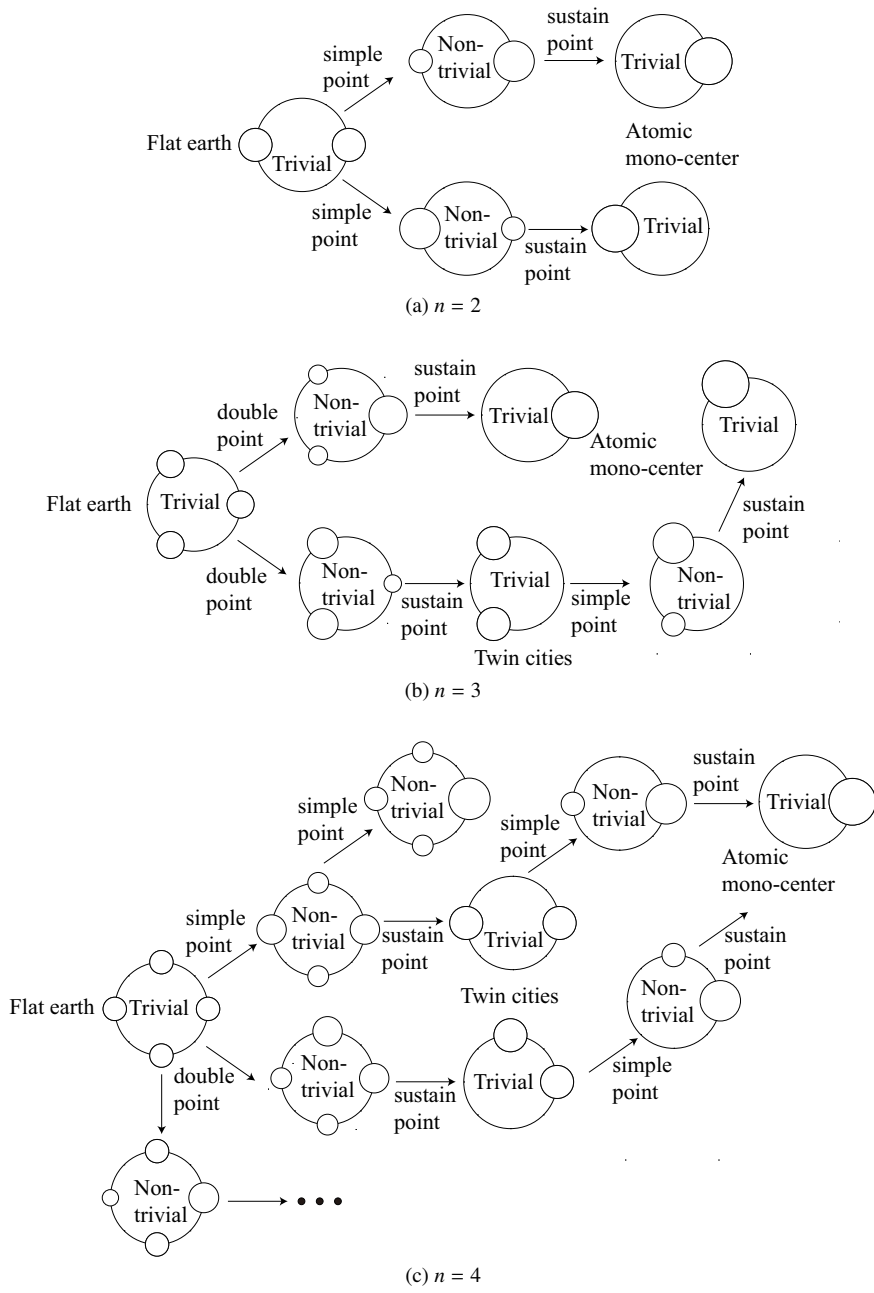 sustain
point
Non-
trivial
simple
point
Trivial
Flat earth
Trivial
Atomic
mono-center
simple
point
Non-
trivial
Trivial
sustain
point
(a) n = 2
sustain
point
Non-
trivial
double
point
Trivial
Trivial
Atomic
mono-center
Flat earth
Trivial
sustain
point
double
point
Non-
trivial
sustain
point
Trivial
simple
point
Non-
trivial
Twin cities
(b) n = 3
sustain
point
Non-
trivial
simple
point
simple
point
Non-
trivial
Trivial
Atomic
mono-center
simple
point
Non-
trivial
sustain
point
Trivial
sustain
point
Twin cities
Non-
trivial
Flat earth
Trivial
double
point
Non-
trivial
sustain
point
Trivial
simple
point
Non-
trivial
(c) n = 4